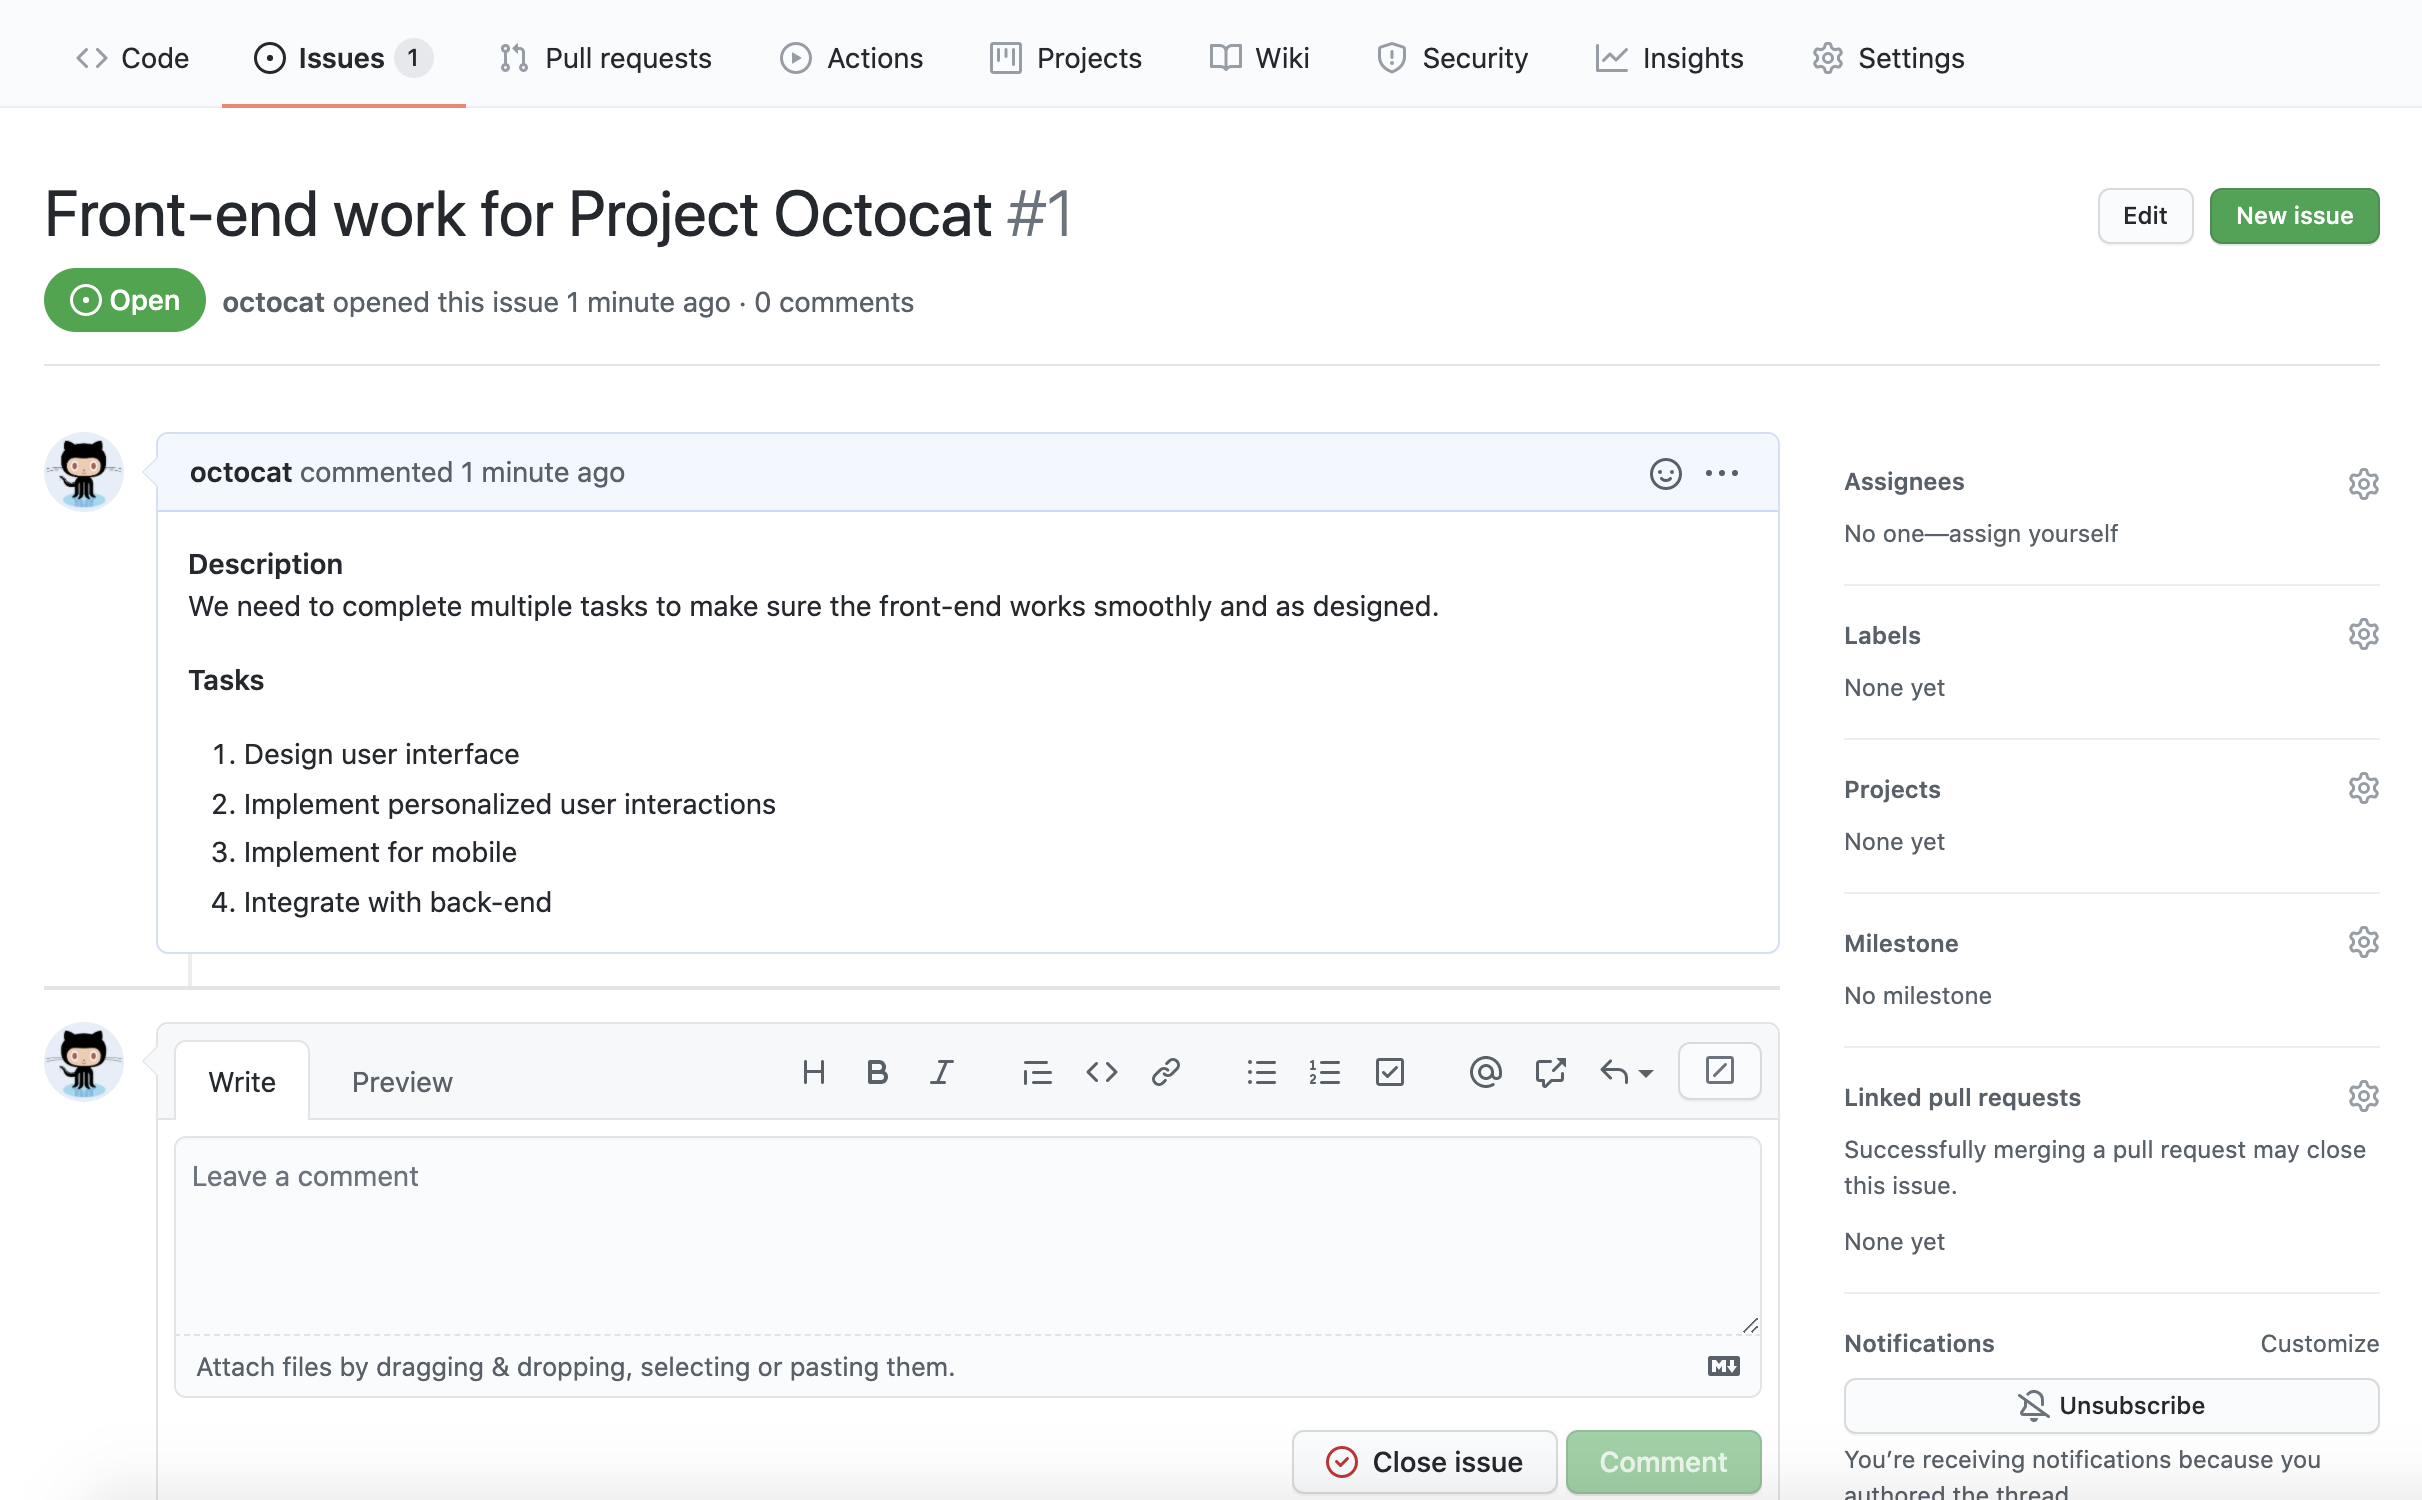 Code Issues 1 Pull requests Actions Projects Wiki Security Insights Settings
Front-end work for Project Octocat #1
Edit New issue
Open octocat opened this issue 1 minute ago · 0 comments
octocat commented 1 minute ago
Description
We need to complete multiple tasks to make sure the front-end works smoothly and as designed.
Tasks
1. Design user interface
2. Implement personalized user interactions
3. Implement for mobile
4. Integrate with back-end
Write Preview
Leave a comment
Attach files by dragging & dropping, selecting or pasting them.
Close issue Comment
Assignees
No one—assign yourself
Labels
None yet
Projects
None yet
Milestone
No milestone
Linked pull requests
Successfully merging a pull request may close
this issue.
None yet
Notifications Customize
Unsubscribe
You’re receiving notifications because you
authored the thread